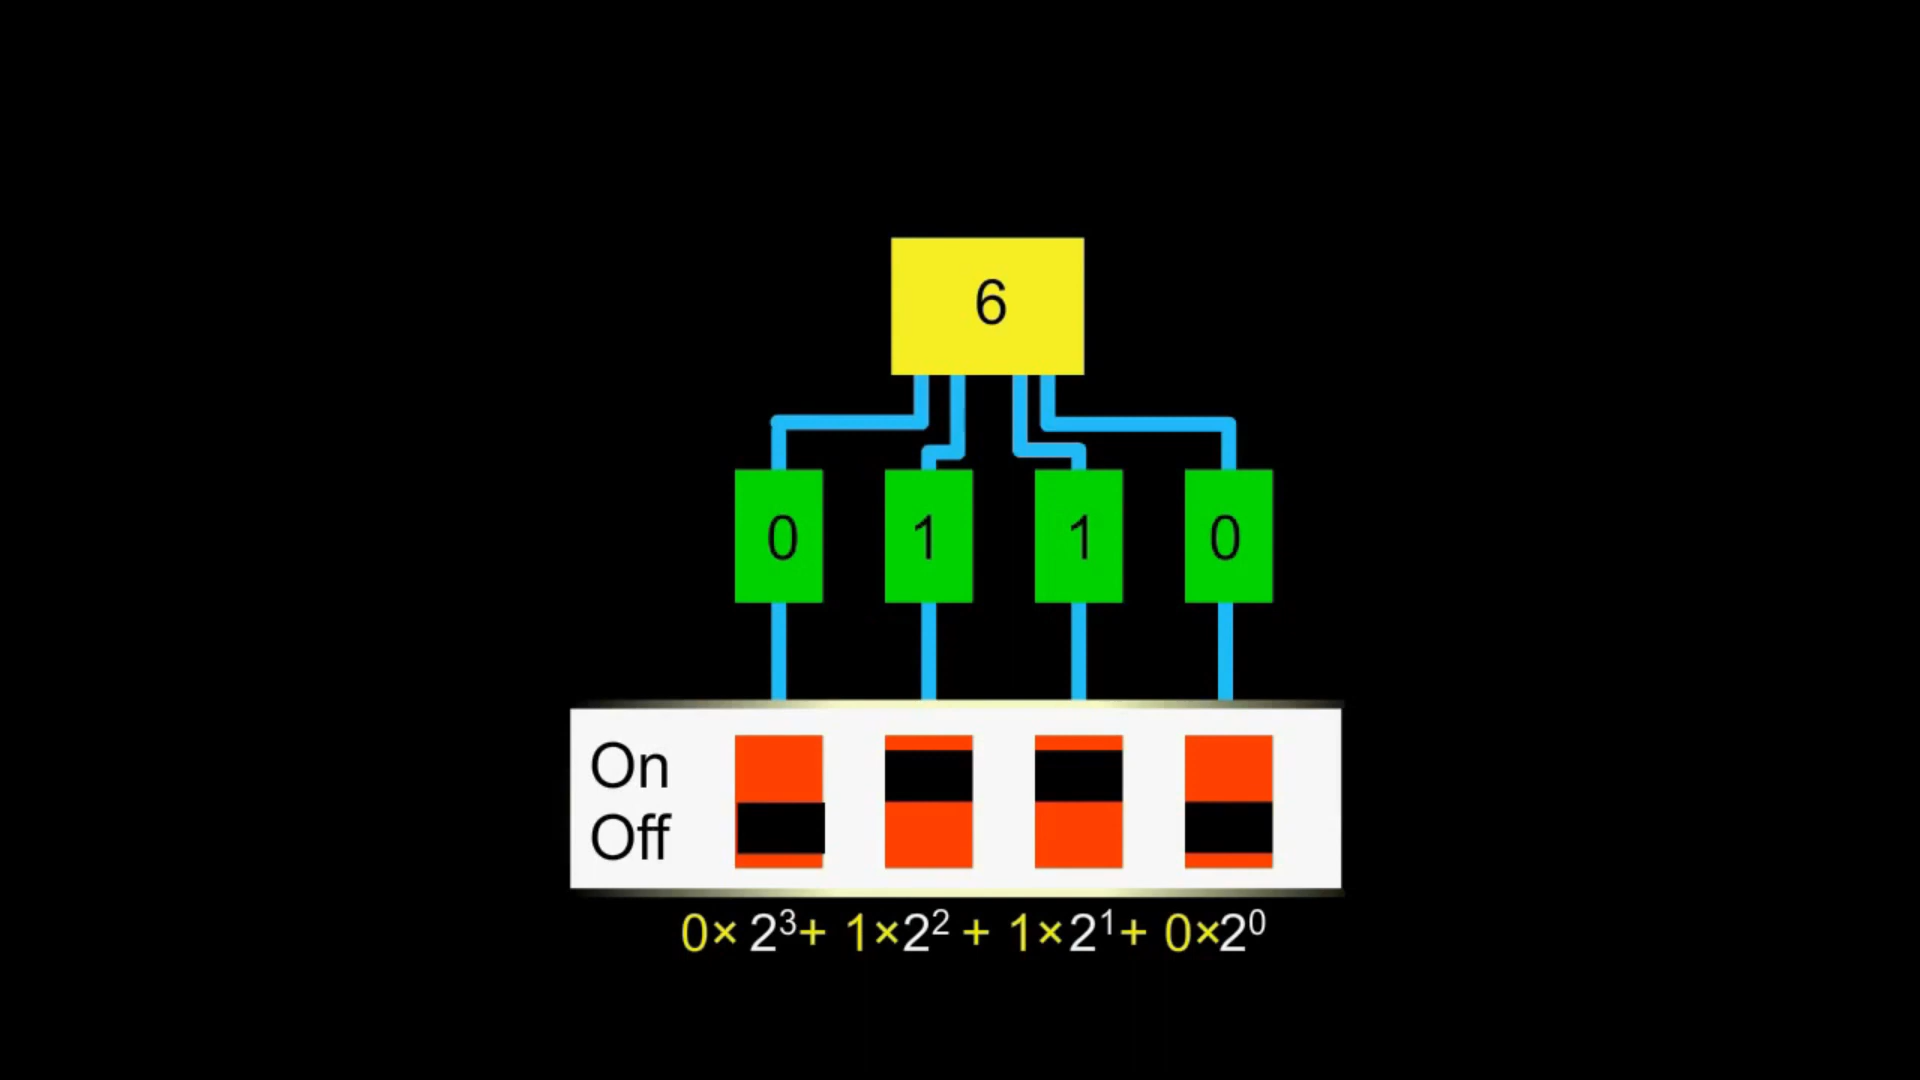 6
0 1 1 0
On
Off
0× 2³+ 1×2² + 1×2¹+ 0×2⁰